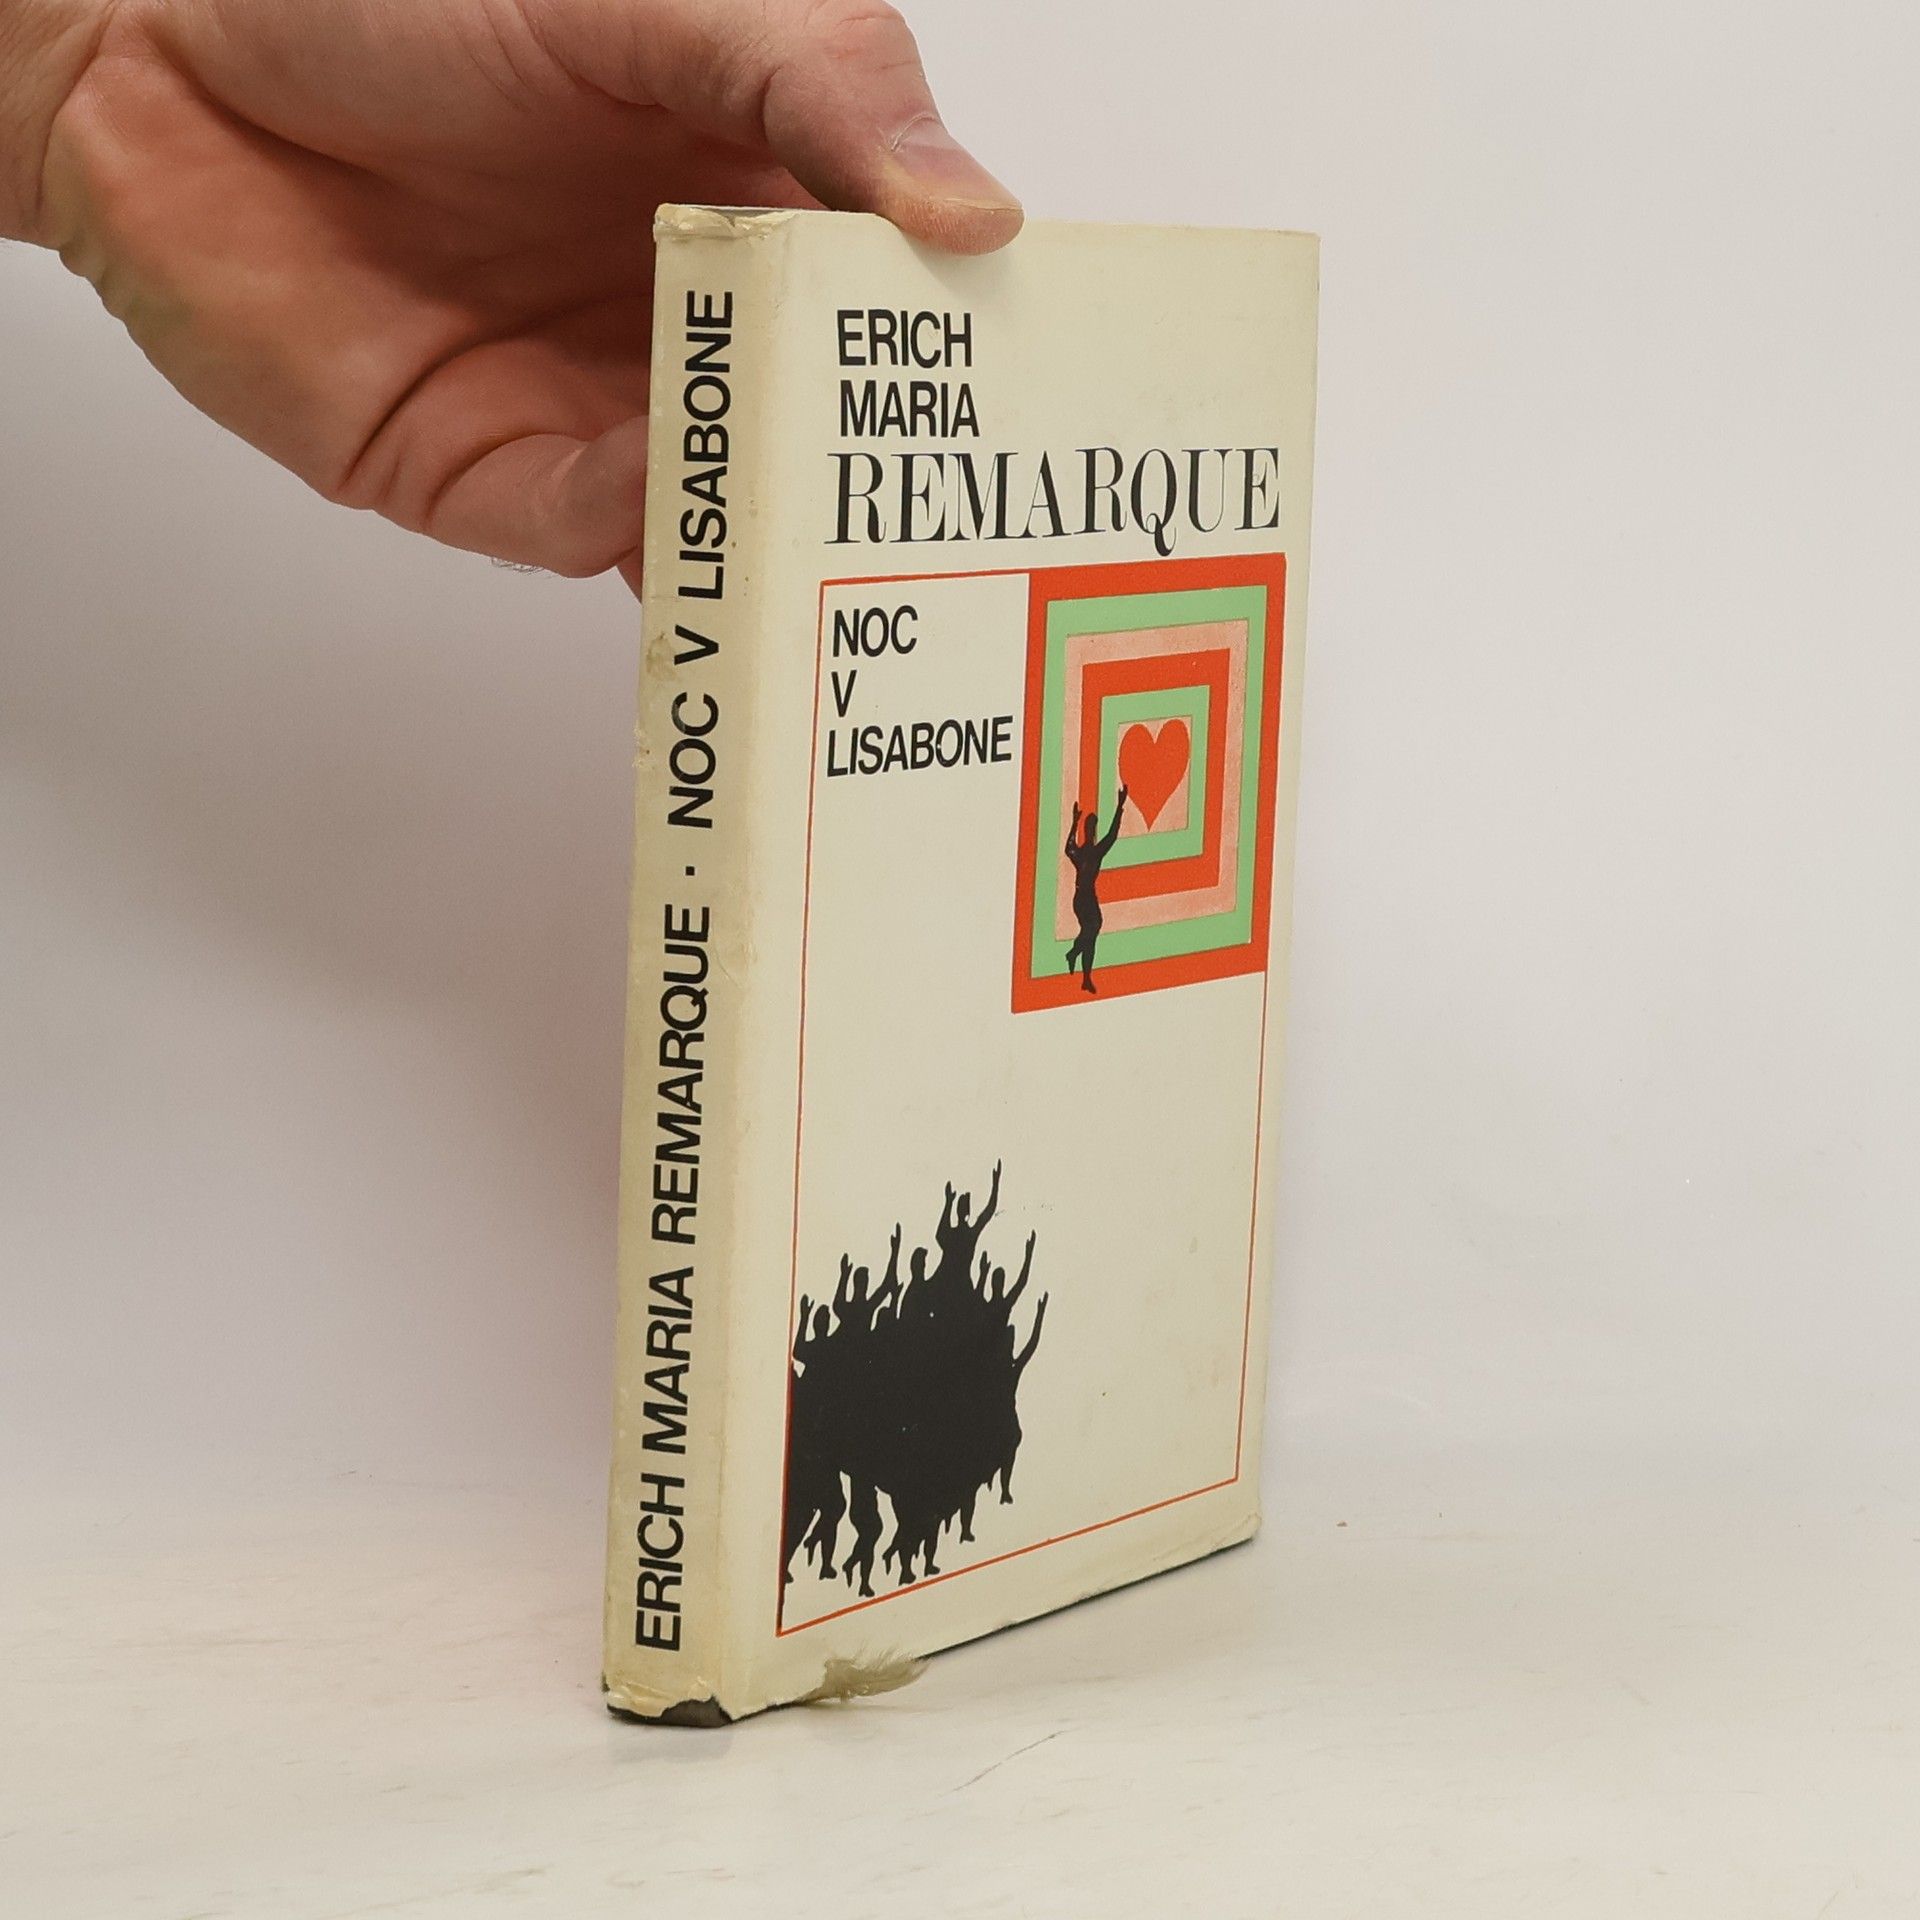 ERICH MARIA REMARQUE · NOC V LISABONE
ERICH
MARIA
REMARQUE
NOC
V
LISABONE